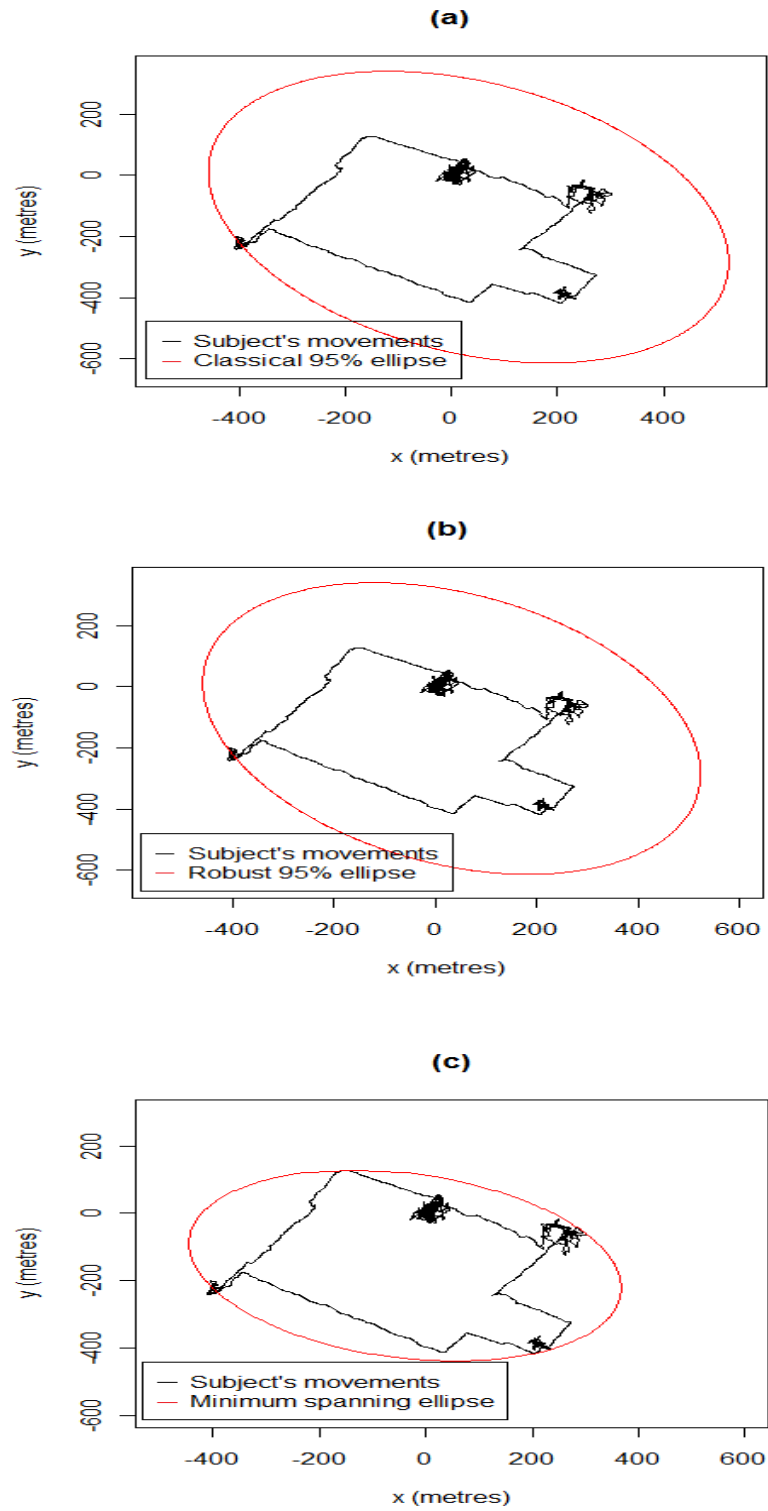 (a)
200
0
-200
-400
-600
y (metres)
Subject's movements
Classical 95% ellipse
-400 -200 0 200 400
x (metres)
(b)
200
0
-200
-400
-600
y (metres)
Subject's movements
Robust 95% ellipse
-400 -200 0 200 400 600
x (metres)
(c)
200
0
-200
-400
-600
y (metres)
Subject's movements
Minimum spanning ellipse
-400 -200 0 200 400 600
x (metres)